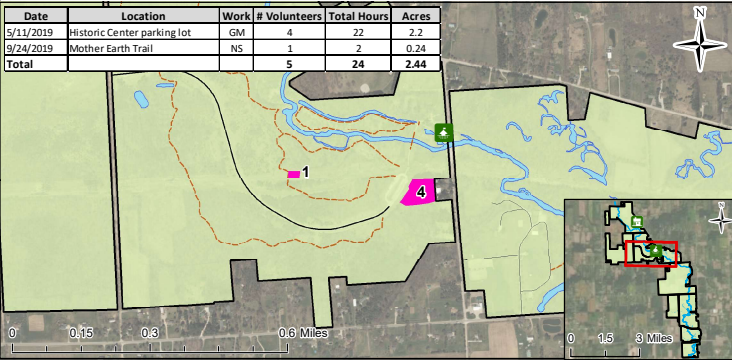 Date Location Work # Volunteers Total Hours Acres
5/11/2019 Historic Center parking lot GM 4 22 2.2
9/24/2019 Mother Earth Trail NS 1 2 0.24
Total 5 24 2.44
N
1
4
N
0 0.15 0.3 0.6 Miles
0 1.5 3 Miles